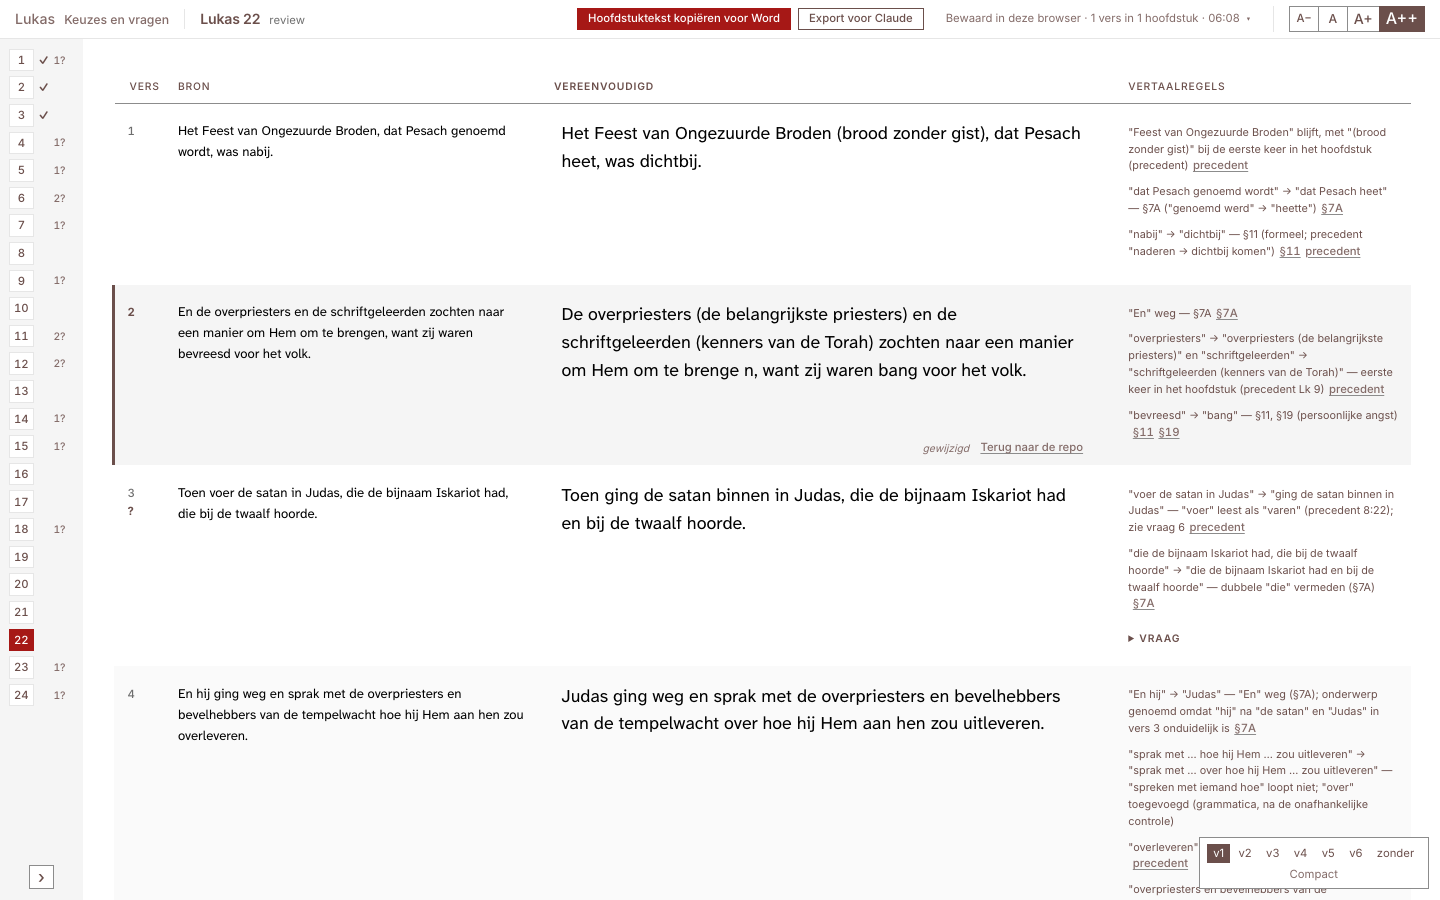 Lukas Keuzes en vragen Lukas 22 review Hoofdstuktekst kopiëren voor Word Export voor Claude Bewaard in deze browser · 1 vers in 1 hoofdstuk · 06:08 A− A A+ A++
1 ✓ 1?
2 ✓
3 ✓
4 1?
5 1?
6 2?
7 1?
8
9 1?
10
11 2?
12 2?
13
14 1?
15 1?
16
17
18 1?
19
20
21
22
23 1?
24 1?
›
VERS BRON VEREENVOUDIGD VERTAALREGELS
1
Het Feest van Ongezuurde Broden, dat Pesach genoemd
wordt, was nabij.
Het Feest van Ongezuurde Broden (brood zonder gist), dat Pesach
heet, was dichtbij.
"Feest van Ongezuurde Broden" blijft, met "(brood
zonder gist)" bij de eerste keer in het hoofdstuk
(precedent) precedent
"dat Pesach genoemd wordt" → "dat Pesach heet"
— §7A ("genoemd werd" → "heette") §7A
"nabij" → "dichtbij" — §11 (formeel; precedent
"naderen → dichtbij komen") §11 precedent
2
En de overpriesters en de schriftgeleerden zochten naar
een manier om Hem om te brengen, want zij waren
bevreesd voor het volk.
De overpriesters (de belangrijkste priesters) en de
schriftgeleerden (kenners van de Torah) zochten naar een manier
om Hem om te brenge n, want zij waren bang voor het volk.
gewijzigd Terug naar de repo
"En" weg — §7A §7A
"overpriesters" → "overpriesters (de belangrijkste
priesters)" en "schriftgeleerden" →
"schriftgeleerden (kenners van de Torah)" — eerste
keer in het hoofdstuk (precedent Lk 9) precedent
"bevreesd" → "bang" — §11, §19 (persoonlijke angst)
§11 §19
3
?
Toen voer de satan in Judas, die de bijnaam Iskariot had,
die bij de twaalf hoorde.
Toen ging de satan binnen in Judas, die de bijnaam Iskariot had
en bij de twaalf hoorde.
"voer de satan in Judas" → "ging de satan binnen in
Judas" — "voer" leest als "varen" (precedent 8:22);
zie vraag 6 precedent
"die de bijnaam Iskariot had, die bij de twaalf
hoorde" → "die de bijnaam Iskariot had en bij de
twaalf hoorde" — dubbele "die" vermeden (§7A)
§7A
▶ VRAAG
4
En hij ging weg en sprak met de overpriesters en
bevelhebbers van de tempelwacht hoe hij Hem aan hen zou
overleveren.
Judas ging weg en sprak met de overpriesters en bevelhebbers
van de tempelwacht over hoe hij Hem aan hen zou uitleveren.
"En hij" → "Judas" — "En" weg (§7A); onderwerp
genoemd omdat "hij" na "de satan" en "Judas" in
vers 3 onduidelijk is §7A
"sprak met ... hoe hij Hem ... zou uitleveren" →
"sprak met ... over hoe hij Hem ... zou uitleveren" —
"spreken met iemand hoe" loopt niet; "over"
toegevoegd (grammatica, na de onafhankelijke
controle)
"overleveren"
precedent
"overpriesters en bevelhebbers van de
v1 v2 v3 v4 v5 v6 zonder
Compact